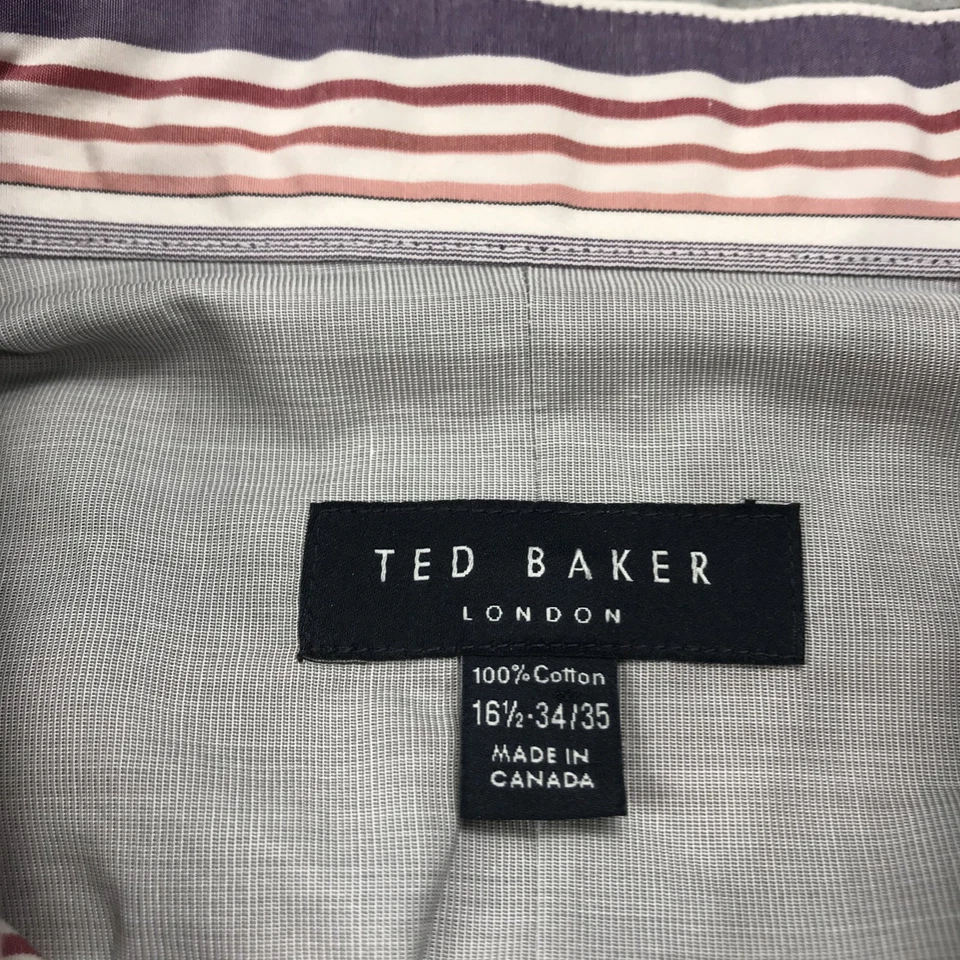 TED BAKER
LONDON
100% Cotton
16½·34/35
MADE IN
CANADA